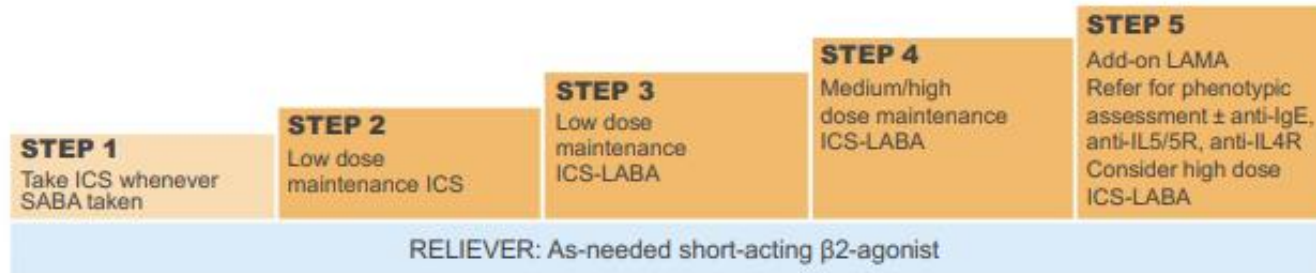 STEP 1
Take ICS whenever
SABA taken
STEP 2
Low dose
maintenance ICS
STEP 3
Low dose
maintenance
ICS-LABA
STEP 4
Medium/high
dose maintenance
ICS-LABA
STEP 5
Add-on LAMA
Refer for phenotypic
assessment ± anti-IgE,
anti-IL5/5R, anti-IL4R
Consider high dose
ICS-LABA
RELIEVER: As-needed short-acting β2-agonist